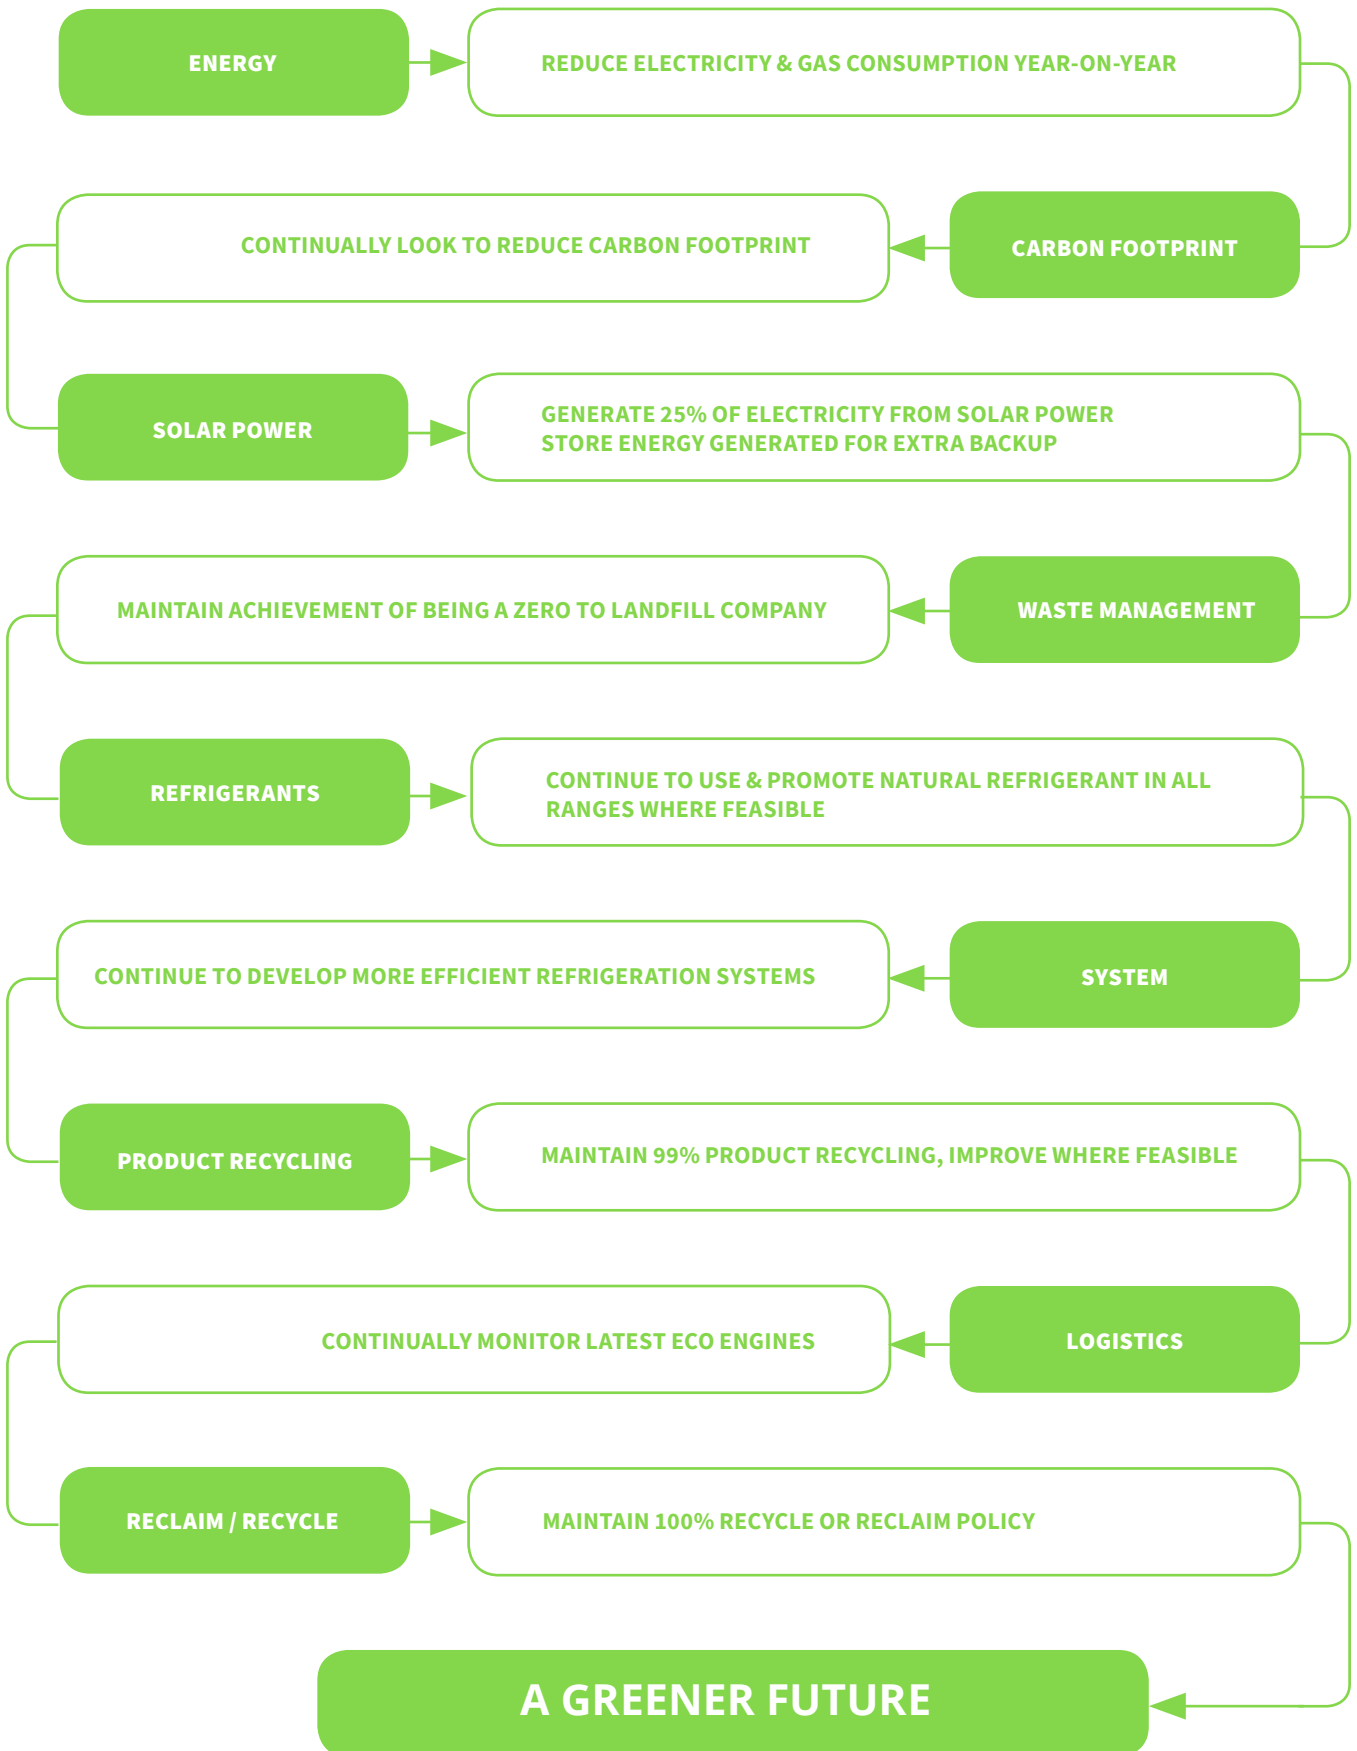 ENERGY
REDUCE ELECTRICITY & GAS CONSUMPTION YEAR-ON-YEAR
CARBON FOOTPRINT
CONTINUALLY LOOK TO REDUCE CARBON FOOTPRINT
SOLAR POWER
GENERATE 25% OF ELECTRICITY FROM SOLAR POWER
STORE ENERGY GENERATED FOR EXTRA BACKUP
WASTE MANAGEMENT
MAINTAIN ACHIEVEMENT OF BEING A ZERO TO LANDFILL COMPANY
REFRIGERANTS
CONTINUE TO USE & PROMOTE NATURAL REFRIGERANT IN ALL
RANGES WHERE FEASIBLE
SYSTEM
CONTINUE TO DEVELOP MORE EFFICIENT REFRIGERATION SYSTEMS
PRODUCT RECYCLING
MAINTAIN 99% PRODUCT RECYCLING, IMPROVE WHERE FEASIBLE
LOGISTICS
CONTINUALLY MONITOR LATEST ECO ENGINES
RECLAIM / RECYCLE
MAINTAIN 100% RECYCLE OR RECLAIM POLICY
A GREENER FUTURE